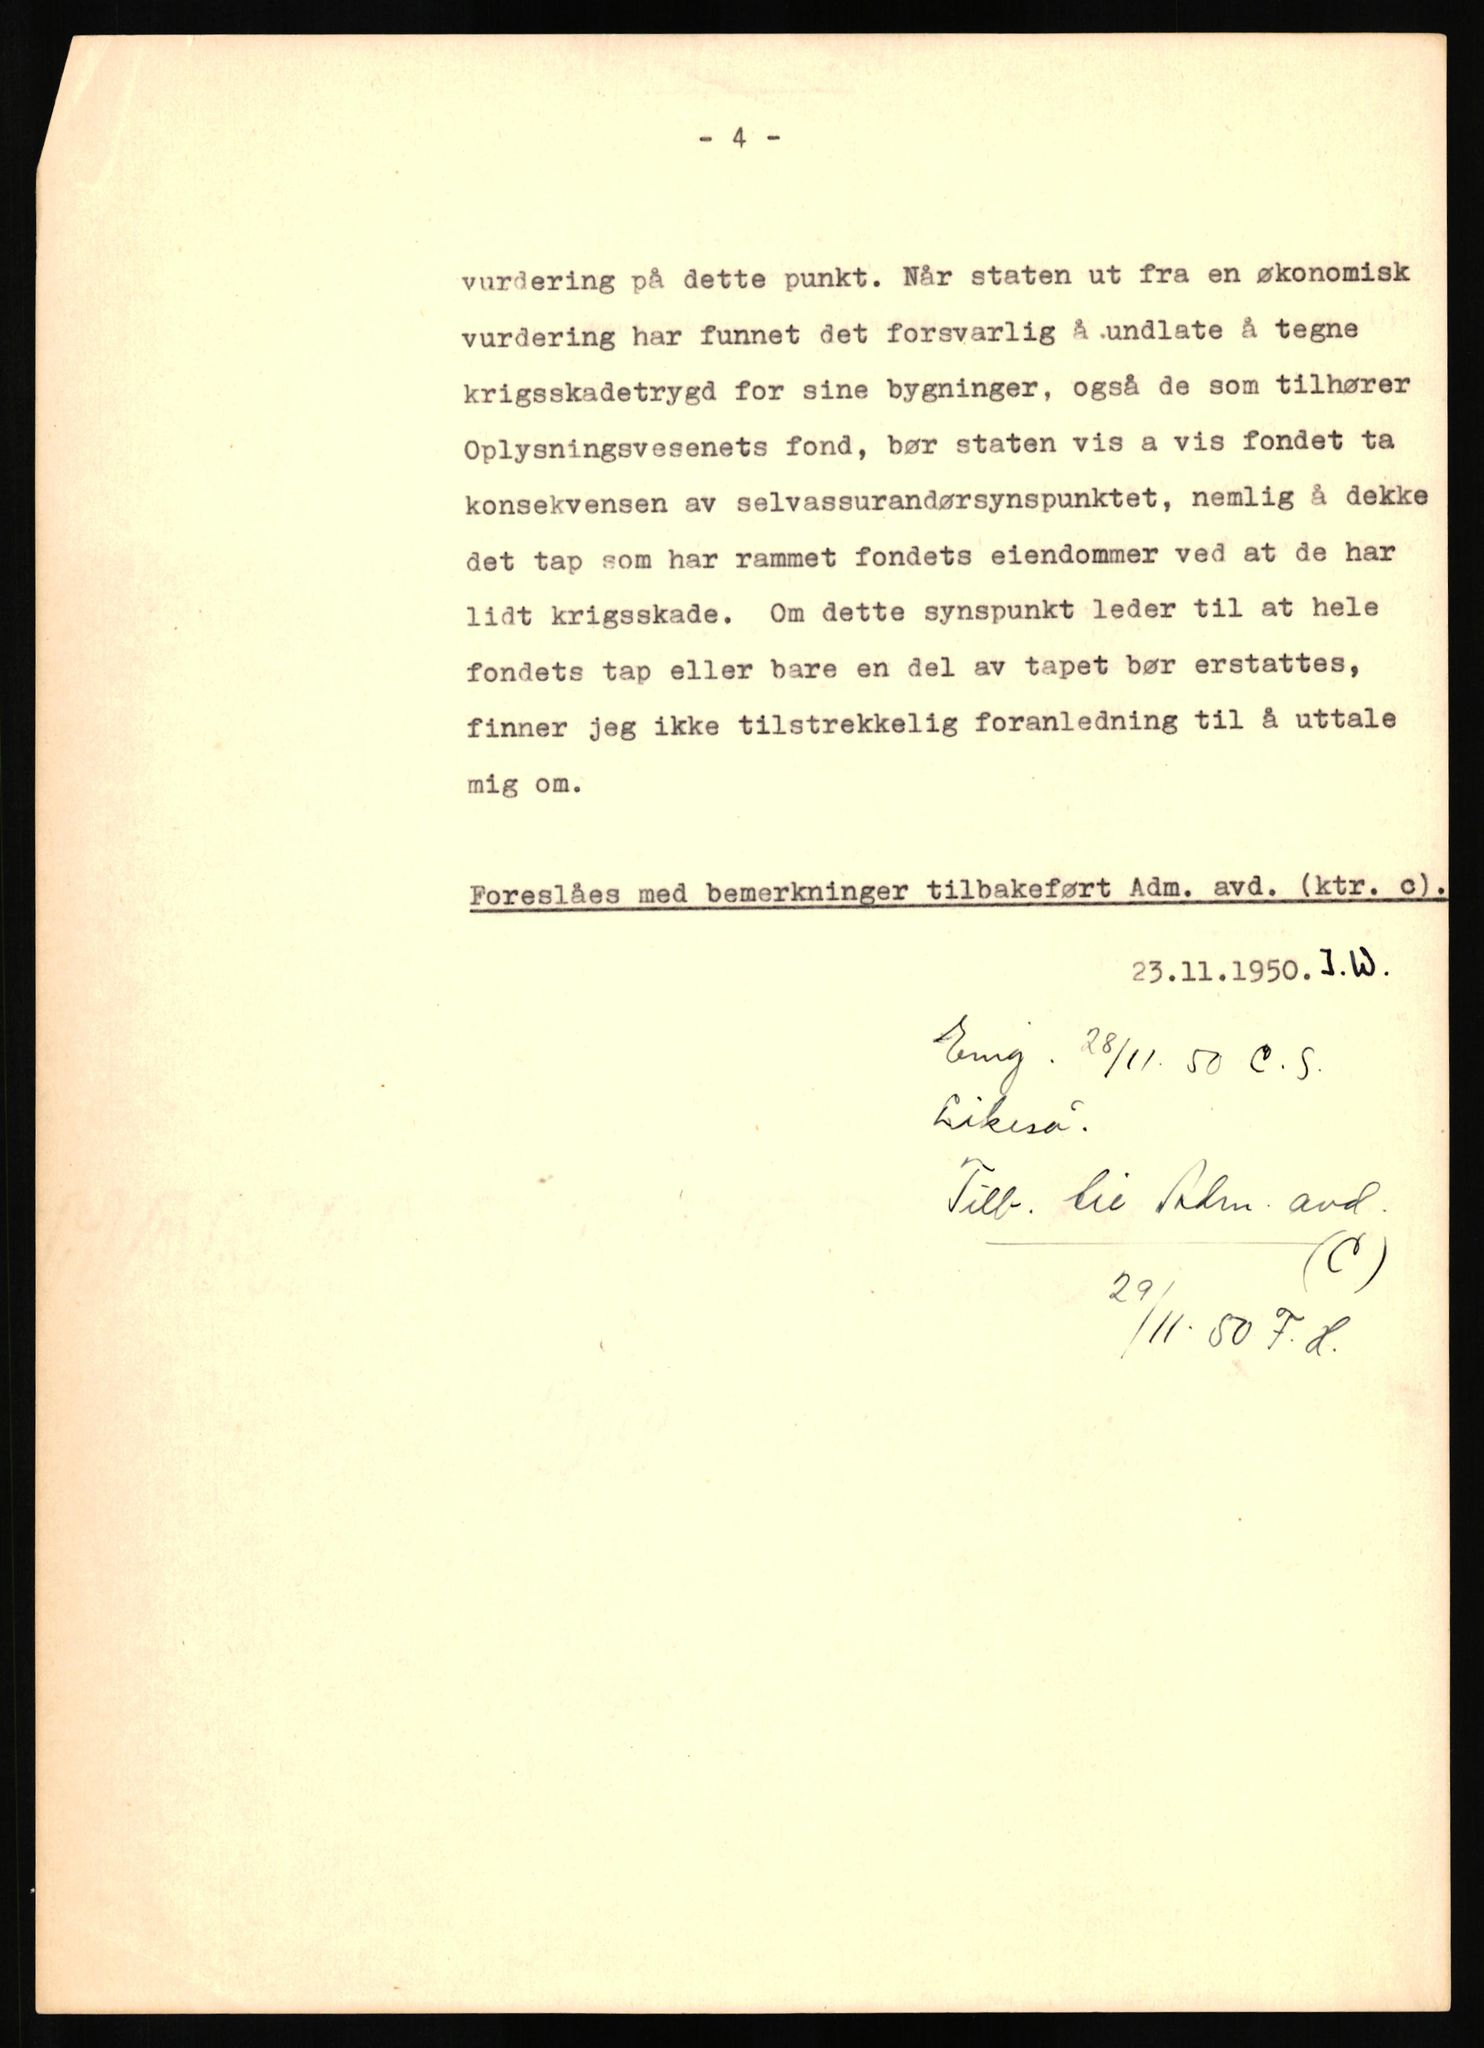 - 4 -
vurdering på dette punkt. Når staten ut fra en økonomisk
vurdering har funnet det forsvarlig å undlate å tegne
krigsskadetrygd for sine bygninger, også de som tilhører
Oplysningsvesenets fond, bør staten vis a vis fondet ta
konsekvensen av selvassurandørsynspunktet, nemlig å dekke
det tap som har rammet fondets eiendommer ved at de har
lidt krigsskade. Om dette synspunkt leder til at hele
fondets tap eller bare en del av tapet bør erstattes,
finner jeg ikke tilstrekkelig foranledning til å uttale
mig om.
Foreslåes med bemerkninger tilbakeført Adm. avd. (ktr. c).
23.11.1950. I.W.
Enig. 28/11. 50 C.S.
Likeså.
Tilb. til Adm. avd.
(C)
29/11. 50 F.H.